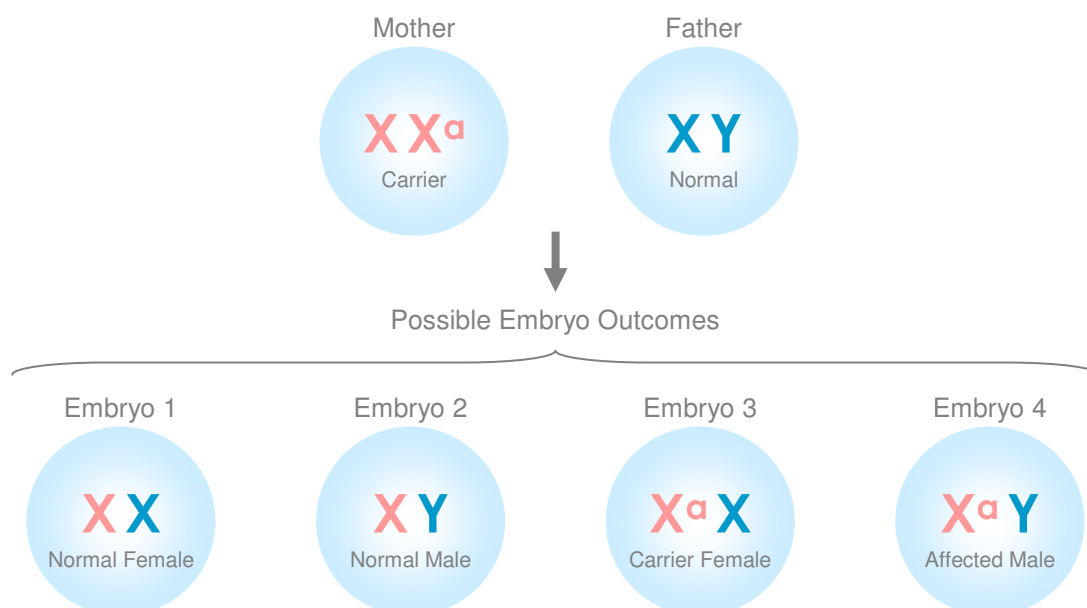 Mother Father
X Xᵃ X Y
Carrier Normal
Possible Embryo Outcomes
Embryo 1 Embryo 2 Embryo 3 Embryo 4
X X X Y Xᵃ X Xᵃ Y
Normal Female Normal Male Carrier Female Affected Male